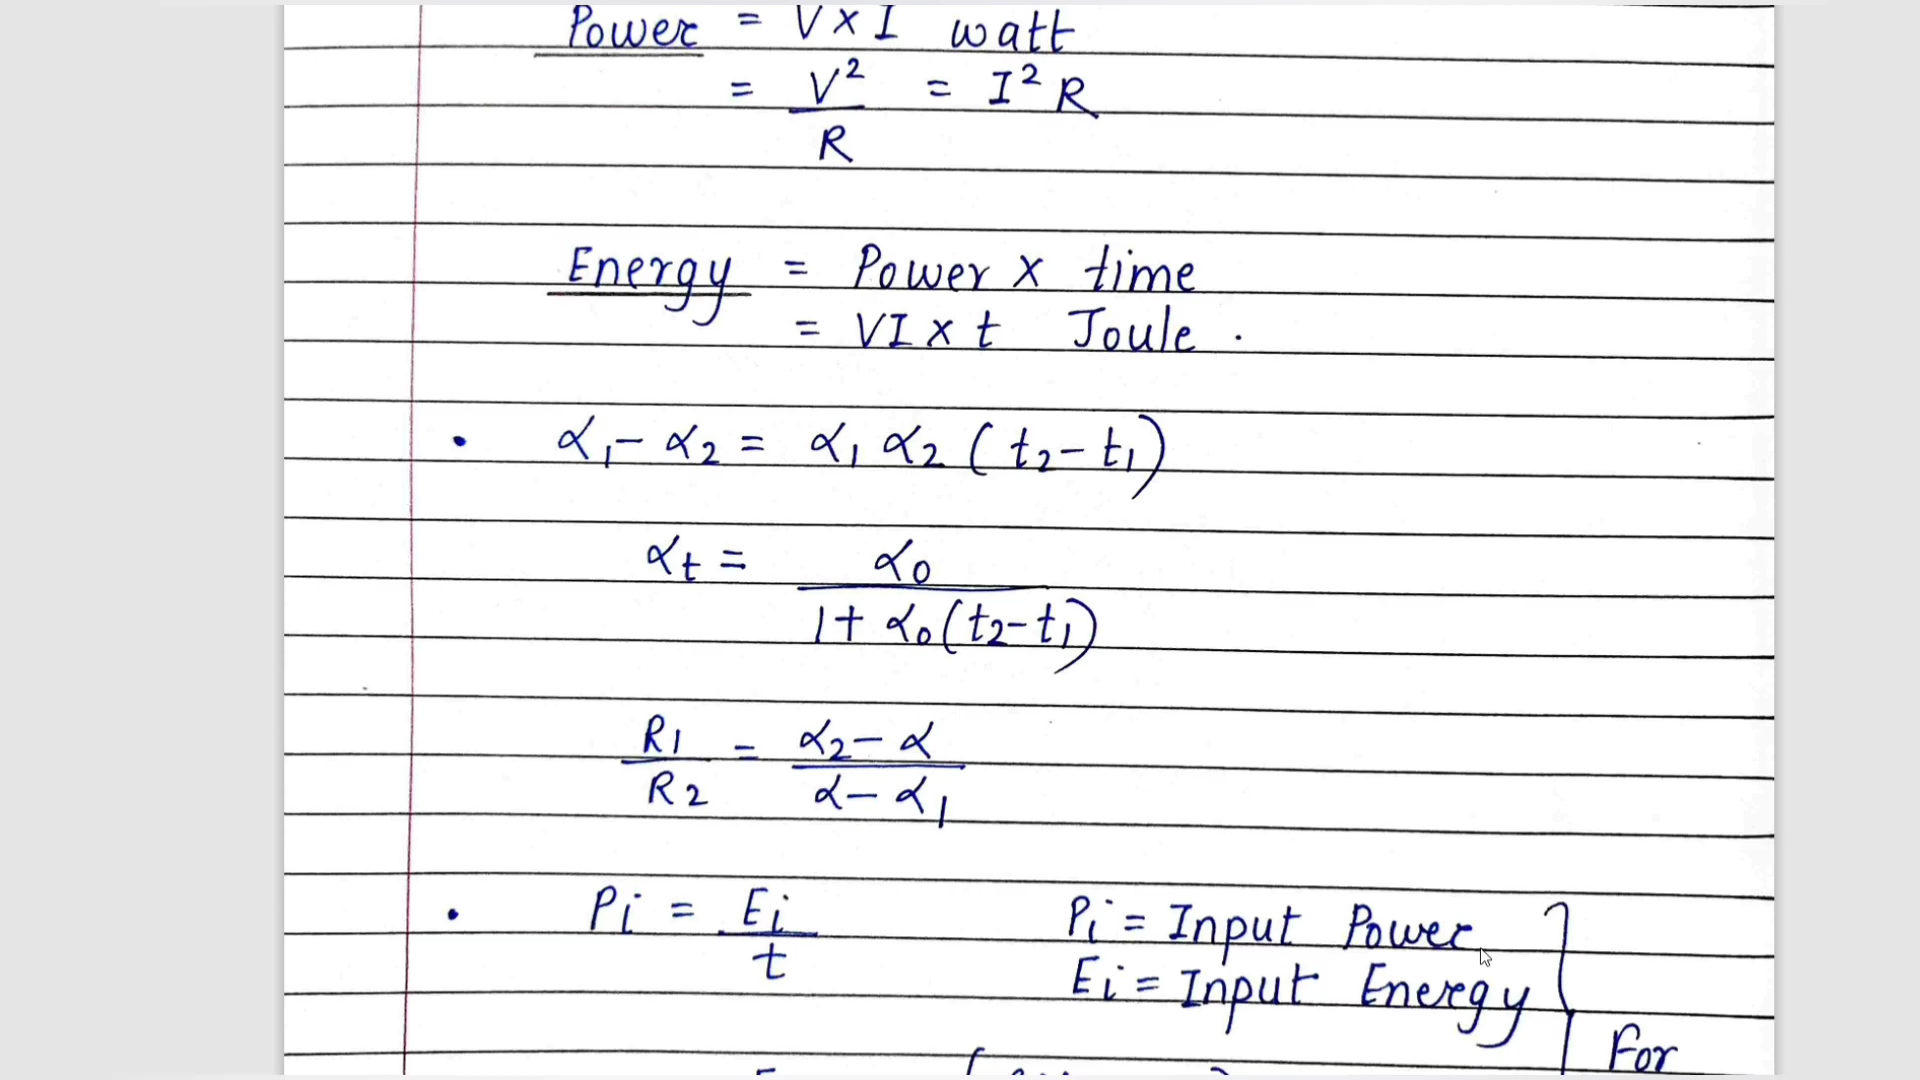 Power = V x I watt
= V² / R = I² R
Energy = Power x time
= VI x t Joule .
• α₁ - α₂ = α₁ α₂ ( t₂ - t₁ )
αt = α₀ / 1 + α₀ ( t₂ - t₁ )
R₁ / R₂ = α₂ - α / α - α₁
• Pi = Ei / t Pi = Input Power
Ei = Input Energy
For